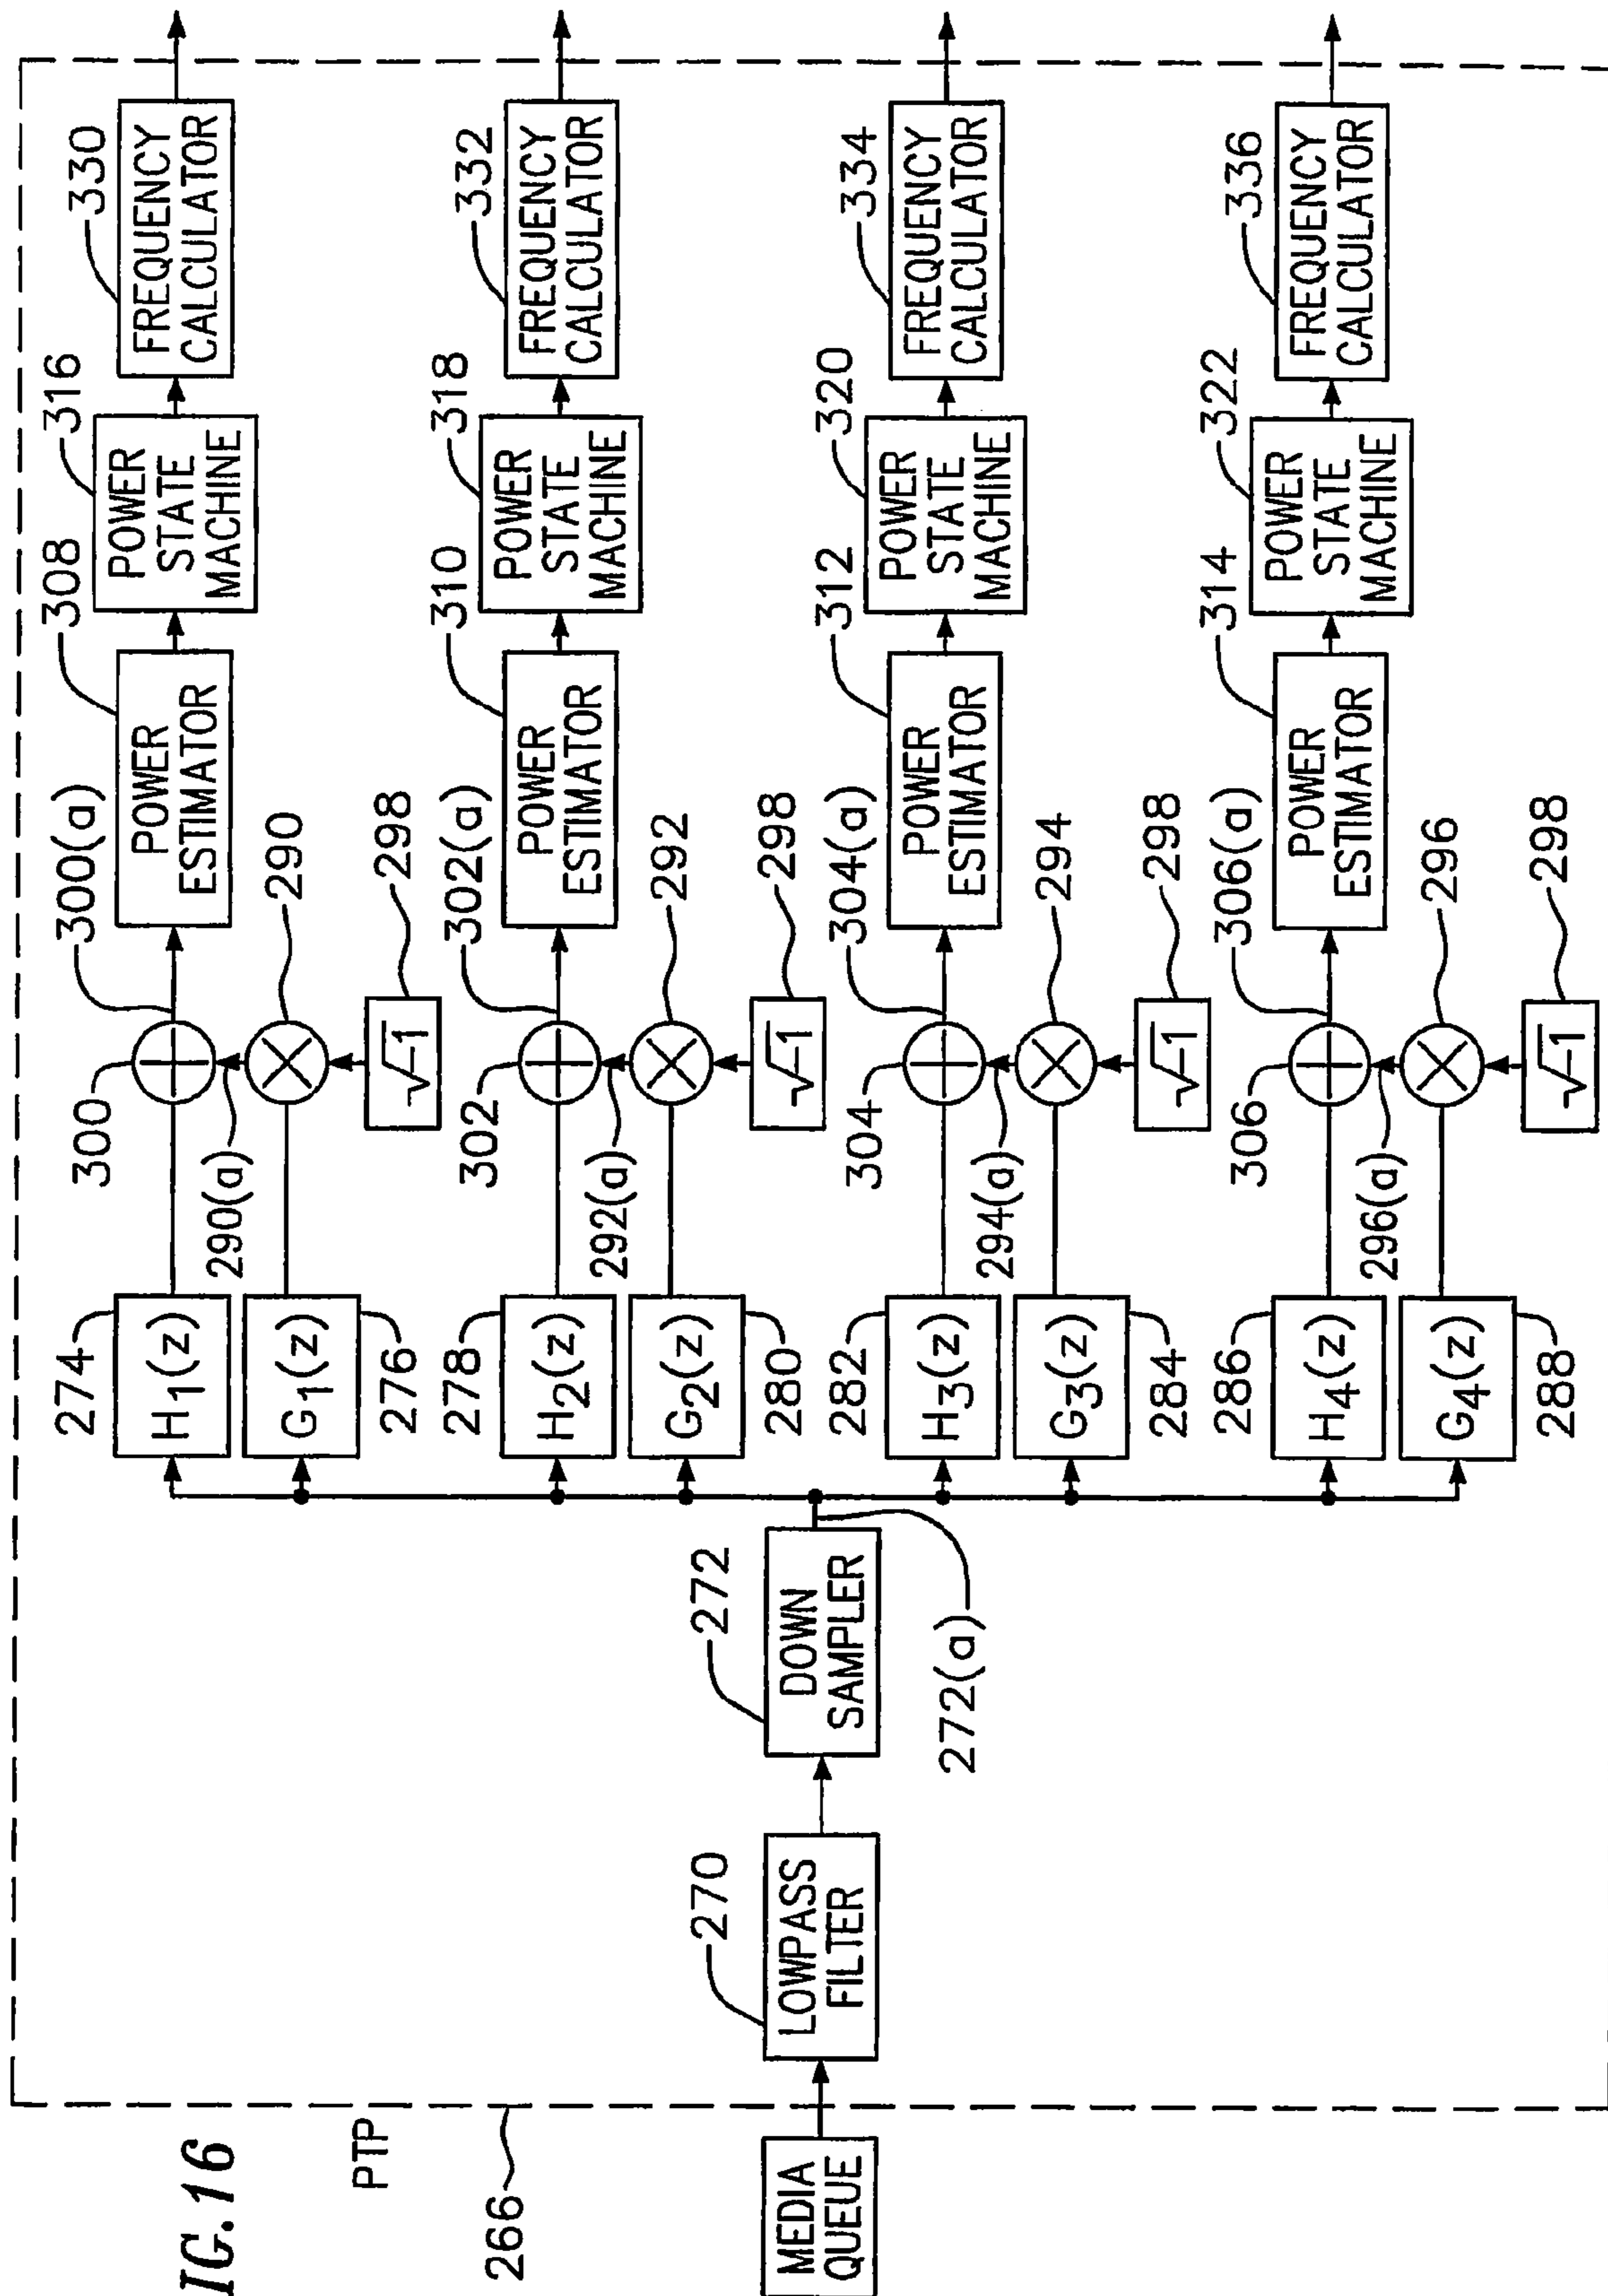 IG.16
PTP
266
MEDIA
QUEUE
270
LOWPASS
FILTER
272
DOWN
SAMPLER
272(a)
274
H1(z)
G1(z)
276
300
290(a)
300(a)
290
√-1
298
308
POWER
ESTIMATOR
316
POWER
STATE
MACHINE
330
FREQUENCY
CALCULATOR
278
H2(z)
G2(z)
280
302
292(a)
302(a)
292
√-1
298
310
POWER
ESTIMATOR
318
POWER
STATE
MACHINE
332
FREQUENCY
CALCULATOR
282
H3(z)
G3(z)
284
304
294(a)
304(a)
294
√-1
298
312
POWER
ESTIMATOR
320
POWER
STATE
MACHINE
334
FREQUENCY
CALCULATOR
286
H4(z)
G4(z)
288
306
296(a)
306(a)
296
√-1
298
314
POWER
ESTIMATOR
322
POWER
STATE
MACHINE
336
FREQUENCY
CALCULATOR